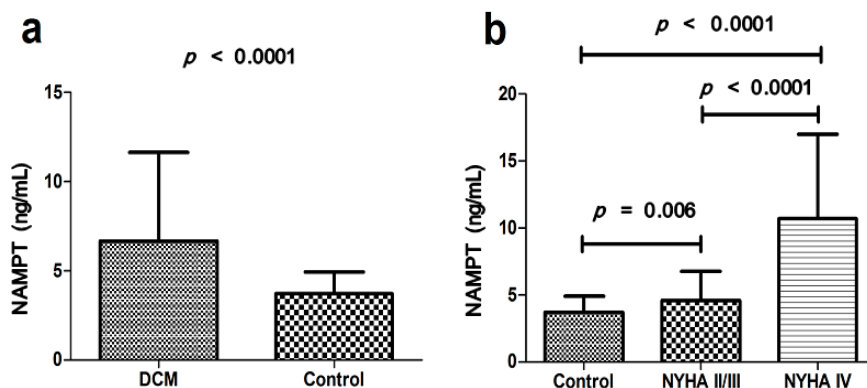 a
p < 0.0001
15
10
5
0
NAMPT (ng/mL)
DCM Control
b
p < 0.0001
p < 0.0001
p = 0.006
20
15
10
5
0
NAMPT (ng/mL)
Control NYHA II/III NYHA IV